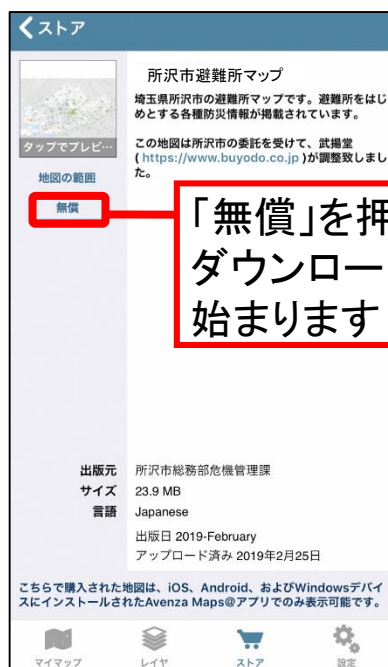 ストア
所沢市避難所マップ
埼玉県所沢市の避難所マップです。避難所をはじ
めとする各種防災情報が掲載されています。
この地図は所沢市の委託を受けて、武揚堂
( https://www.buyodo.co.jp )が調整致しまし
た。
タップでプレビ…
地図の範囲
無償
「無償」を押
ダウンロー
始まります
出版元 所沢市総務部危機管理課
サイズ 23.9 MB
言語 Japanese
出版日 2019-February
アップロード済み 2019年2月25日
こちらで購入された地図は、iOS、Android、およびWindowsデバイ
スにインストールされたAvenza Maps@アプリでのみ表示可能です。
マイマップ レイヤ ストア 設定